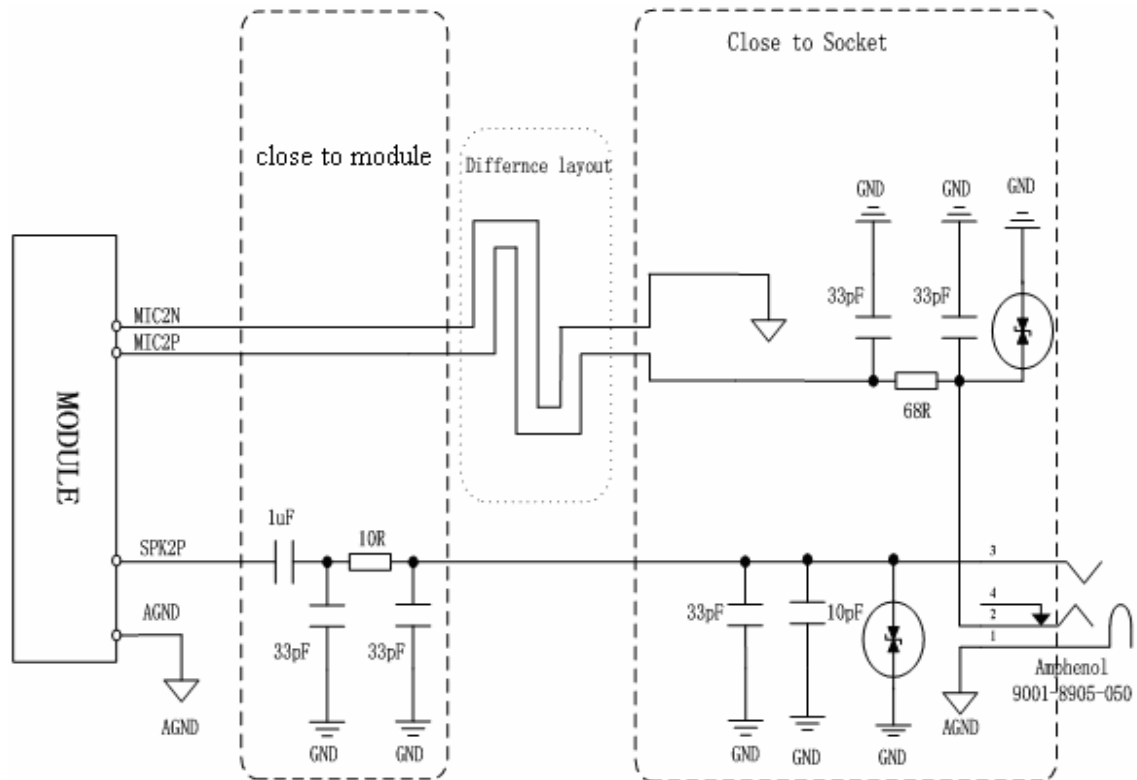 Close to Socket
close to module
Differnce layout
GND
GND
GND
MIC2N
MIC2P
33pF
33pF
68R
MODULE
1uF
10R
SPK2P
3
AGND
4
33pF
33pF
33pF
10pF
2
1
Amphenol
9001-8905-050
AGND
GND
GND
GND
GND
GND
AGND